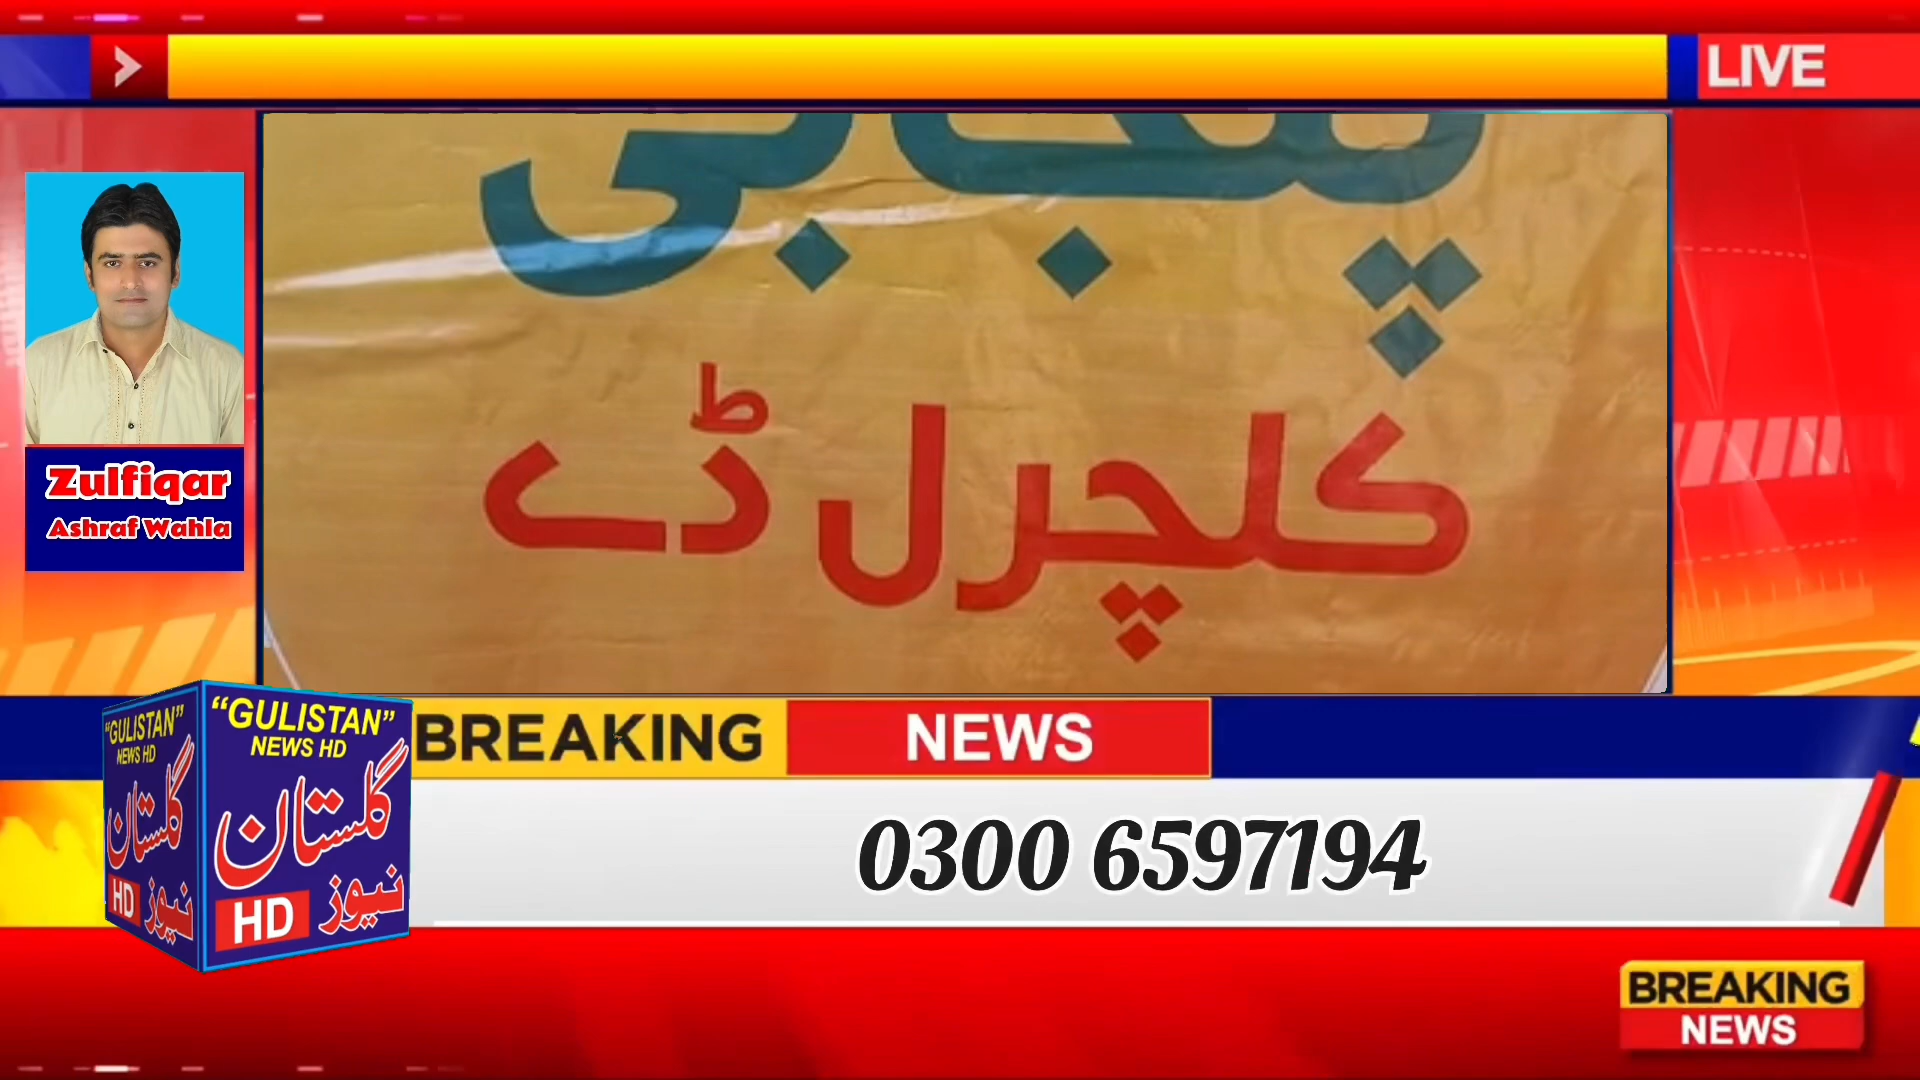 LIVE
پنجابی
کلچرل ڈے
Zulfiqar
Ashraf Wahla
"GULISTAN"
NEWS HD
گلستان
نیوز
HD
"GULISTAN"
NEWS HD
گلستان
HD نیوز
BREAKING NEWS
0300 6597194
BREAKING
NEWS